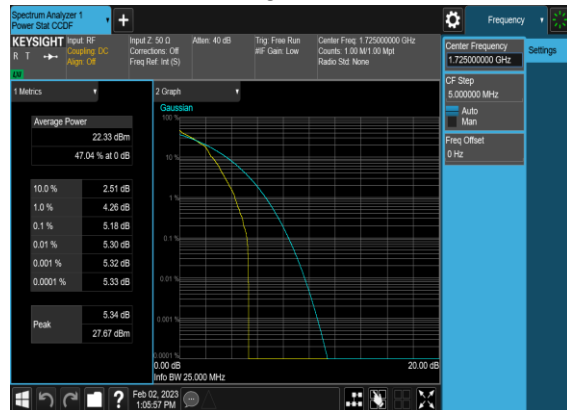 Spectrum Analyzer 1
Power Stat CCDF
Frequency
KEYSIGHT
R T
LW
Input: RF
Coupling: DC
Align: Off
Input Z: 50 Ω
Corrections: Off
Freq Ref: Int (S)
Atten: 40 dB
Trig: Free Run
#IF Gain: Low
Center Freq: 1.725000000 GHz
Counts: 1.00 M/1.00 Mpt
Radio Std: None
Center Frequency
1.725000000 GHz
Settings
CF Step
5.000000 MHz
Auto
Man
Freq Offset
0 Hz
1 Metrics
Average Power
22.33 dBm
47.04 % at 0 dB
10.0 % 2.51 dB
1.0 % 4.26 dB
0.1 % 5.18 dB
0.01 % 5.30 dB
0.001 % 5.32 dB
0.0001 % 5.33 dB
Peak
5.34 dB
27.67 dBm
2 Graph
Gaussian
100 %
10 %
1 %
0.1 %
0.01 %
0.001 %
0.0001 %
0.00 dB
20.00 dB
Info BW 25.000 MHz
Feb 02, 2023
1:05:57 PM